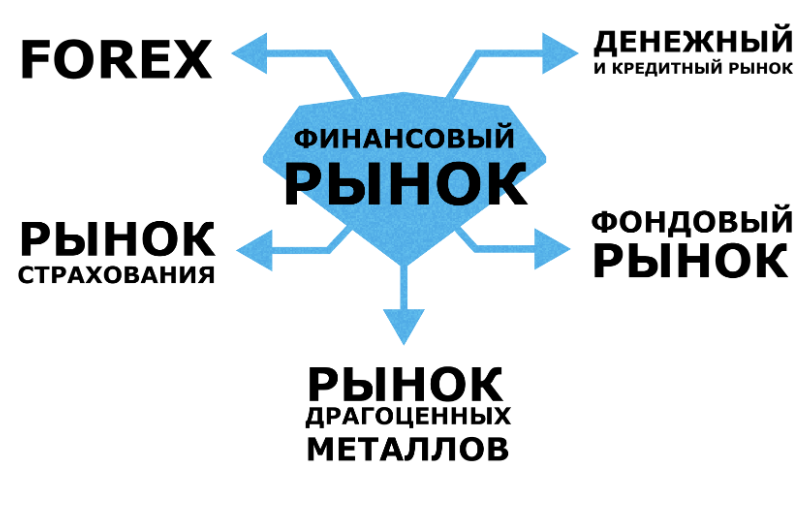 FOREX
ДЕНЕЖНЫЙ
И КРЕДИТНЫЙ РЫНОК
ФИНАНСОВЫЙ
РЫНОК
РЫНОК
СТРАХОВАНИЯ
ФОНДОВЫЙ
РЫНОК
РЫНОК
ДРАГОЦЕННЫХ
МЕТАЛЛОВ